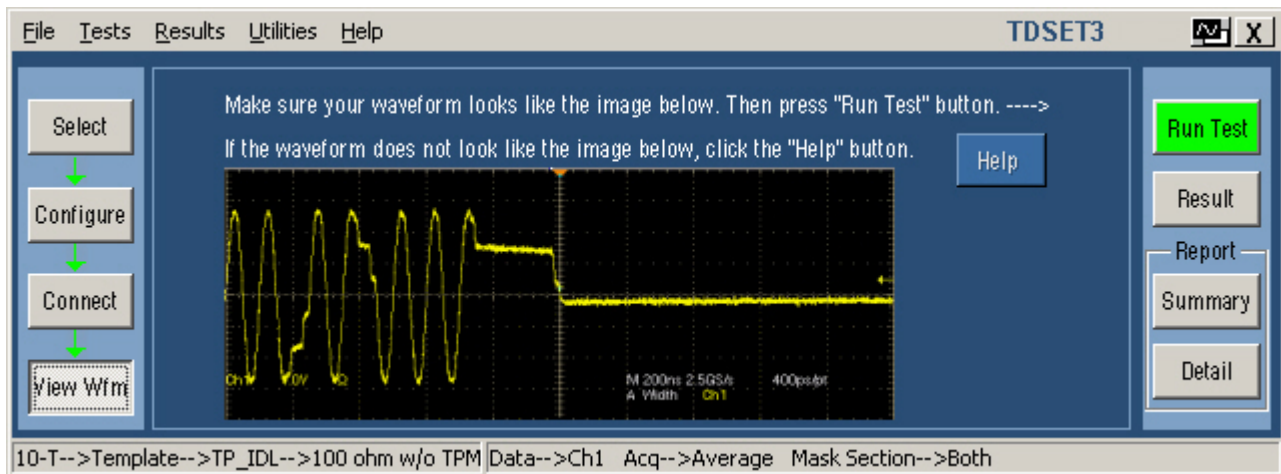 File Tests Results Utilities Help TDSET3 X
Select
Configure
Connect
View Wfm
Make sure your waveform looks like the image below. Then press "Run Test" button. ---->
If the waveform does not look like the image below, click the "Help" button.
Help
Ch1 Ω
M 200ns 2.5GS/s 400ps/pt
A Width Ch1
Run Test
Result
Report
Summary
Detail
10-T-->Template-->TP_IDL-->100 ohm w/o TPM Data-->Ch1 Acq-->Average Mask Section-->Both